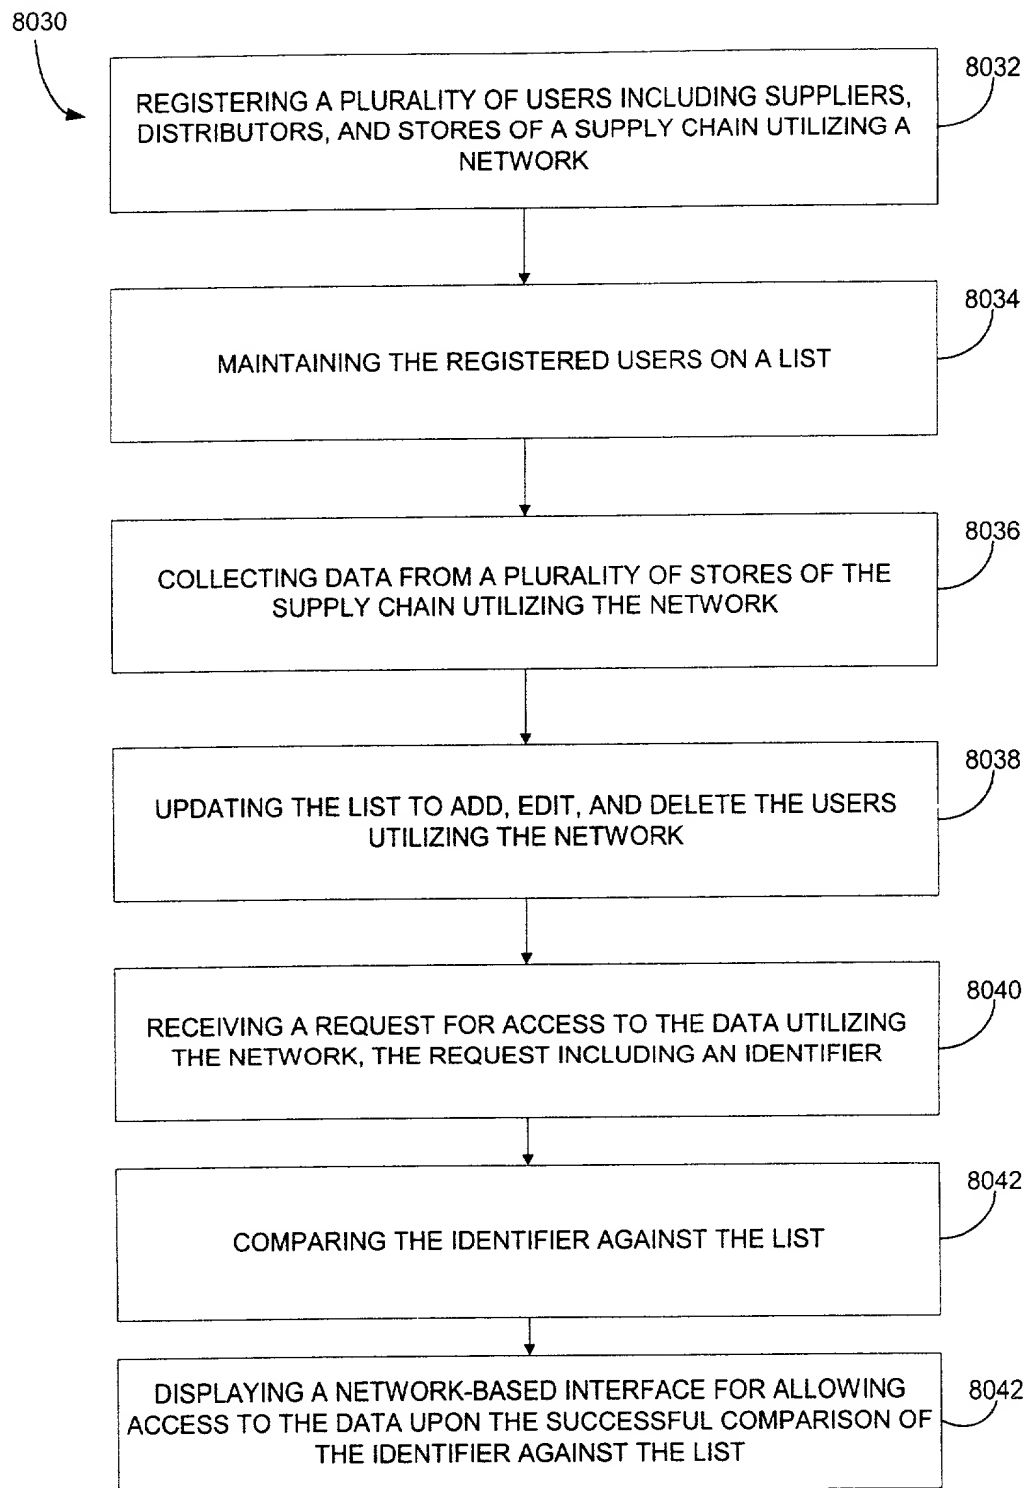 8030
8032
REGISTERING A PLURALITY OF USERS INCLUDING SUPPLIERS,
DISTRIBUTORS, AND STORES OF A SUPPLY CHAIN UTILIZING A
NETWORK
8034
MAINTAINING THE REGISTERED USERS ON A LIST
8036
COLLECTING DATA FROM A PLURALITY OF STORES OF THE
SUPPLY CHAIN UTILIZING THE NETWORK
8038
UPDATING THE LIST TO ADD, EDIT, AND DELETE THE USERS
UTILIZING THE NETWORK
8040
RECEIVING A REQUEST FOR ACCESS TO THE DATA UTILIZING
THE NETWORK, THE REQUEST INCLUDING AN IDENTIFIER
8042
COMPARING THE IDENTIFIER AGAINST THE LIST
8042
DISPLAYING A NETWORK-BASED INTERFACE FOR ALLOWING
ACCESS TO THE DATA UPON THE SUCCESSFUL COMPARISON OF
THE IDENTIFIER AGAINST THE LIST